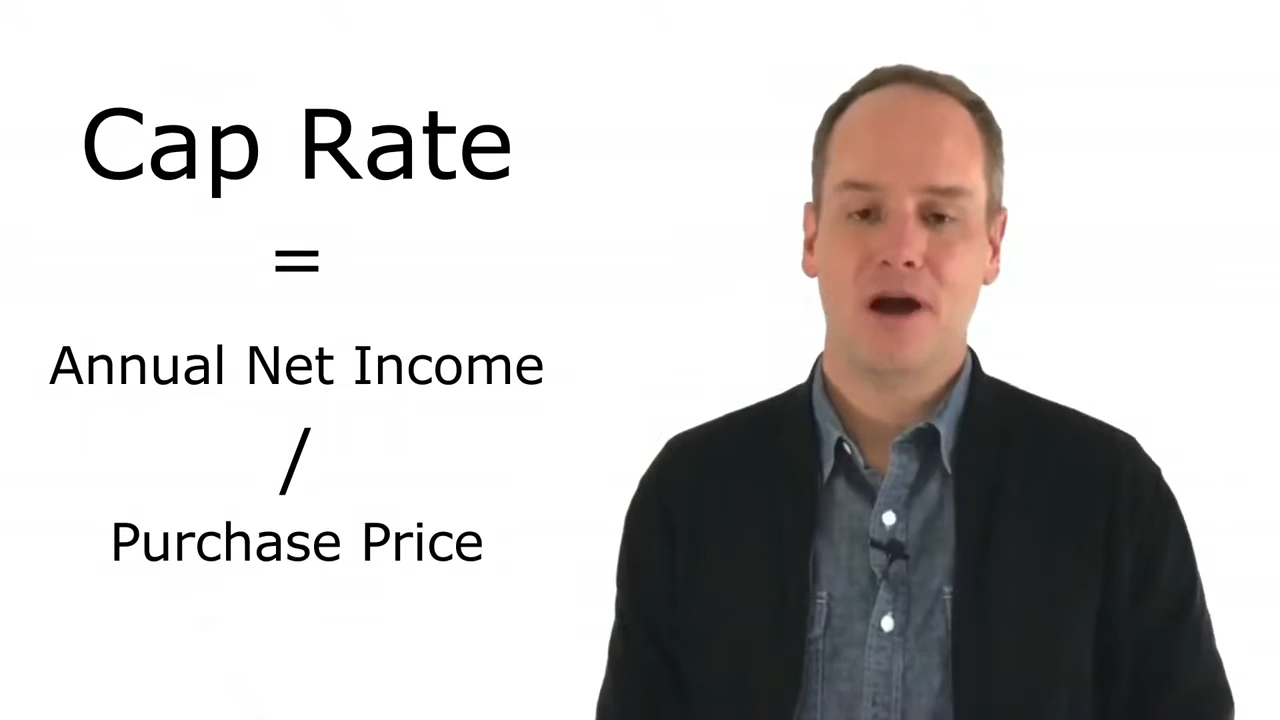 Cap Rate
=
Annual Net Income
/
Purchase Price